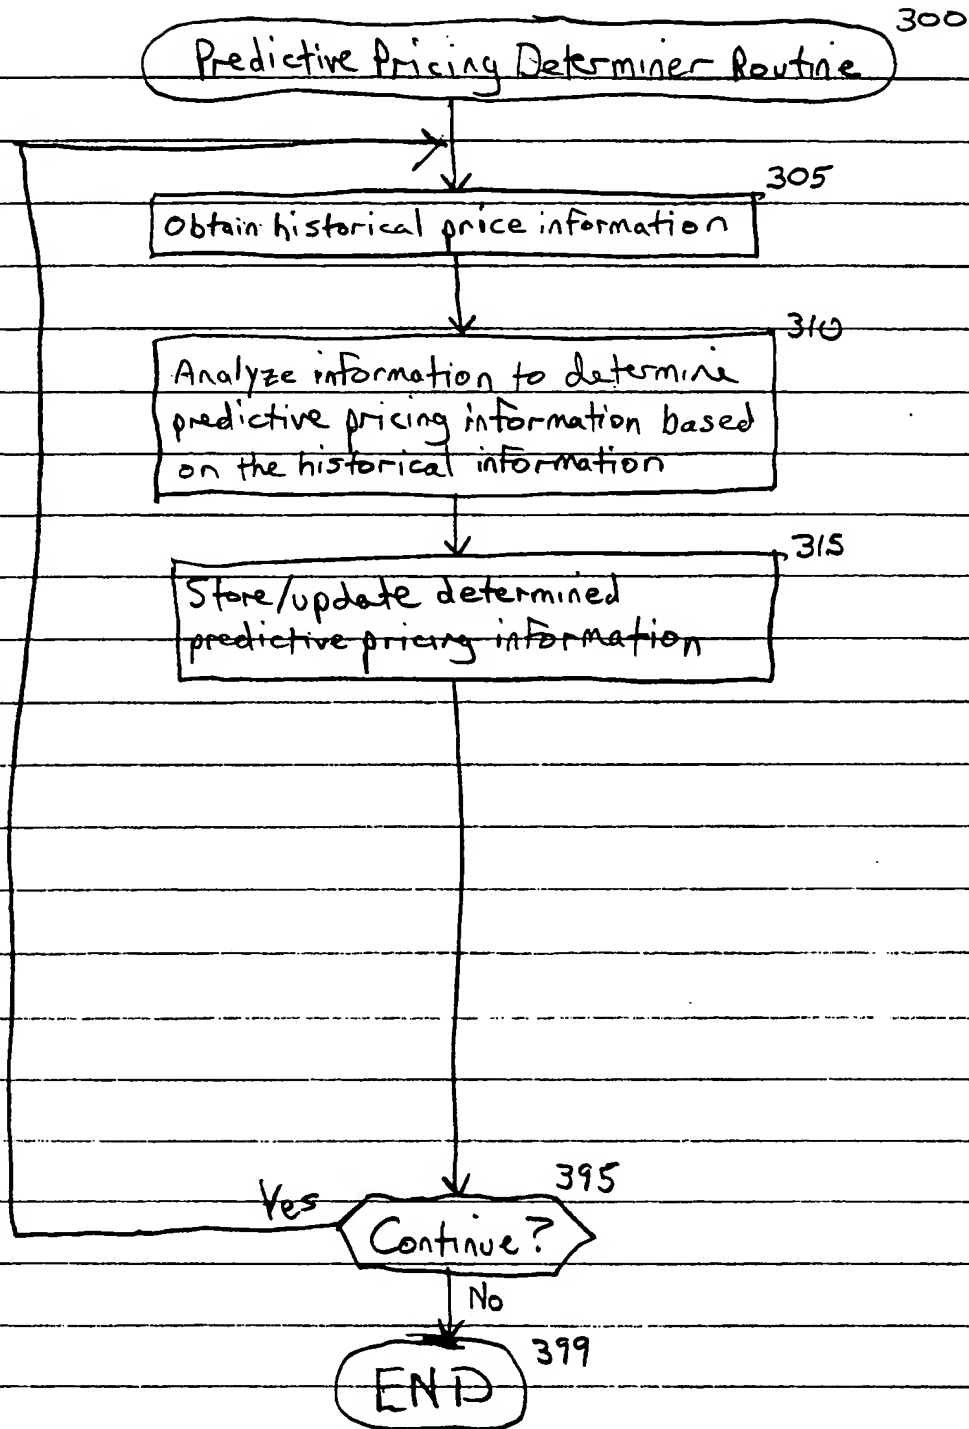 300
Predictive Pricing Determiner Routine
305
Obtain historical price information
310
Analyze information to determine
predictive pricing information based
on the historical information
315
Store/update determined
predictive pricing information
395
Yes
Continue?
No
399
END